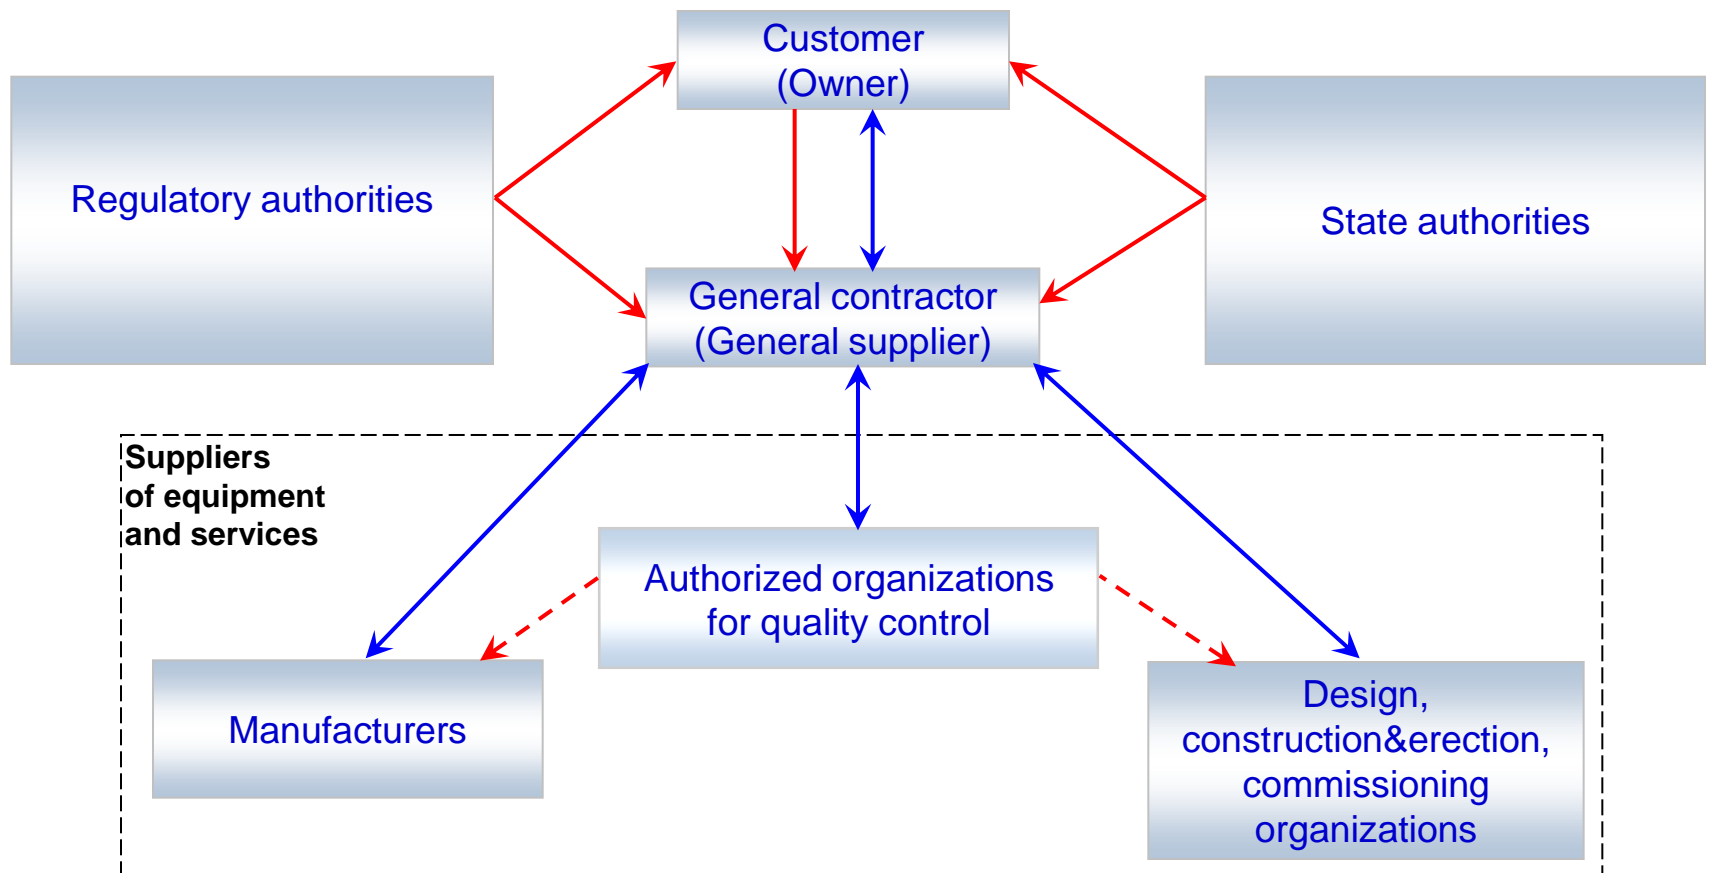 Customer
(Owner)
Regulatory authorities
State authorities
General contractor
(General supplier)
Suppliers
of equipment
and services
Authorized organizations
for quality control
Manufacturers
Design,
construction&erection,
commissioning
organizations